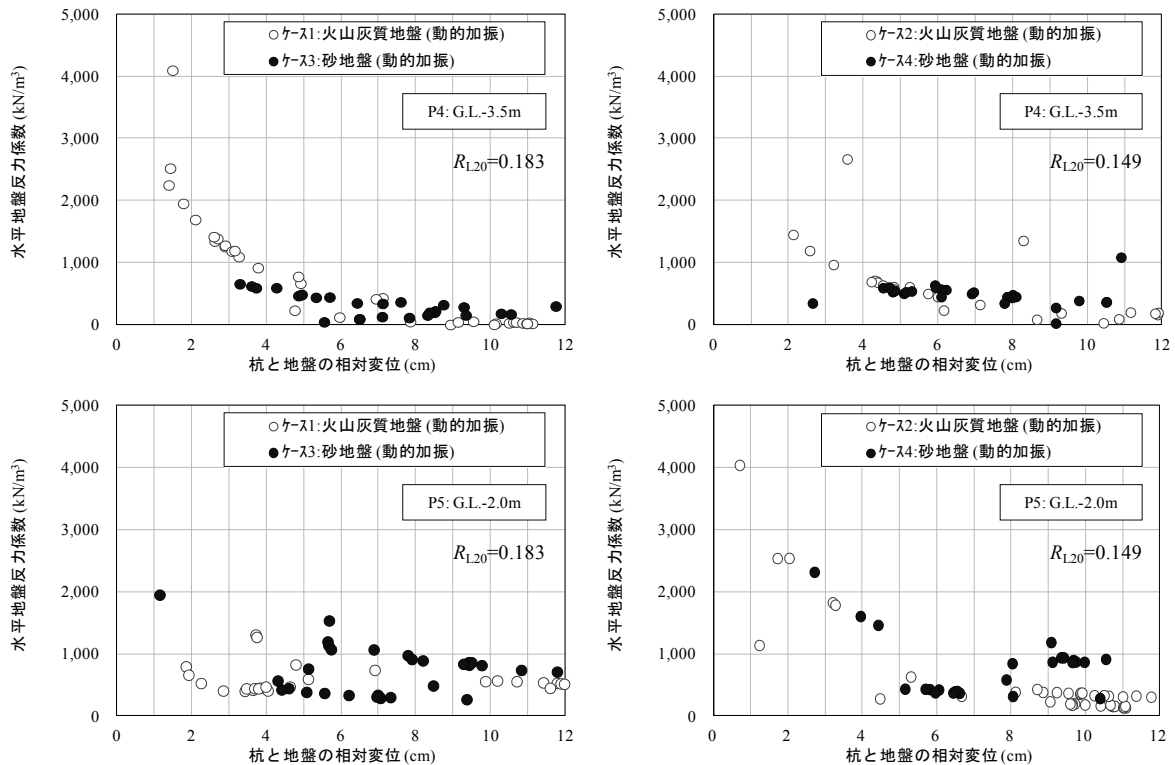 5,000
4,000
3,000
2,000
1,000
0
水平地盤反力係数 (kN/m³)
○ｹｰｽ1:火山灰質地盤 (動的加振)
●ｹｰｽ3:砂地盤 (動的加振)
P4: G.L.-3.5m
R_L20=0.183
0 2 4 6 8 10 12
杭と地盤の相対変位 (cm)
5,000
4,000
3,000
2,000
1,000
0
水平地盤反力係数 (kN/m³)
○ｹｰｽ2:火山灰質地盤 (動的加振)
●ｹｰｽ4:砂地盤 (動的加振)
P4: G.L.-3.5m
R_L20=0.149
0 2 4 6 8 10 12
杭と地盤の相対変位 (cm)
5,000
4,000
3,000
2,000
1,000
0
水平地盤反力係数 (kN/m³)
○ｹｰｽ1:火山灰質地盤 (動的加振)
●ｹｰｽ3:砂地盤 (動的加振)
P5: G.L.-2.0m
R_L20=0.183
0 2 4 6 8 10 12
杭と地盤の相対変位 (cm)
5,000
4,000
3,000
2,000
1,000
0
水平地盤反力係数 (kN/m³)
○ｹｰｽ2:火山灰質地盤 (動的加振)
●ｹｰｽ4:砂地盤 (動的加振)
P5: G.L.-2.0m
R_L20=0.149
0 2 4 6 8 10 12
杭と地盤の相対変位 (cm)